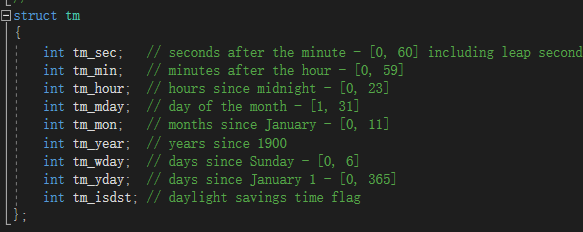 //
struct tm
{
int tm_sec; // seconds after the minute - [0, 60] including leap second
int tm_min; // minutes after the hour - [0, 59]
int tm_hour; // hours since midnight - [0, 23]
int tm_mday; // day of the month - [1, 31]
int tm_mon; // months since January - [0, 11]
int tm_year; // years since 1900
int tm_wday; // days since Sunday - [0, 6]
int tm_yday; // days since January 1 - [0, 365]
int tm_isdst; // daylight savings time flag
};